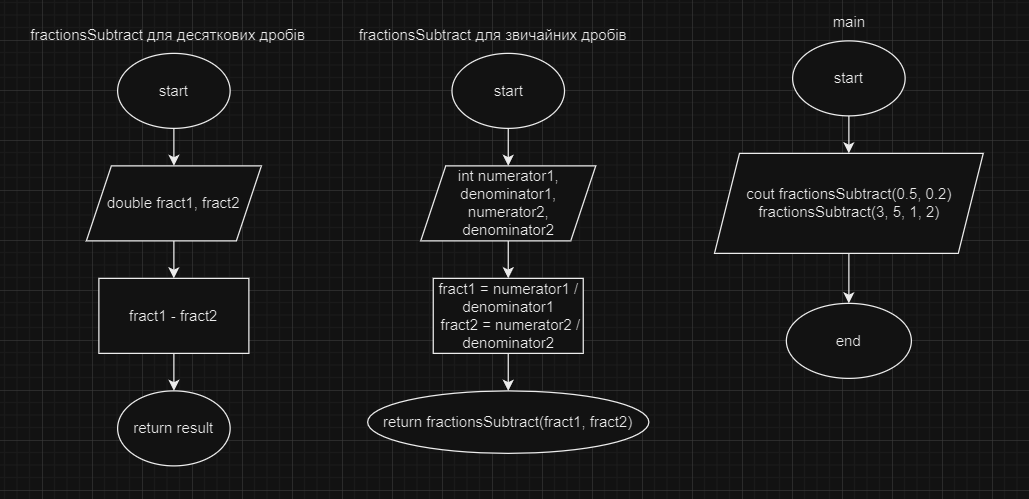 fractionsSubtract для десяткових дробів
start
double fract1, fract2
fract1 - fract2
return result
fractionsSubtract для звичайних дробів
start
int numerator1,
denominator1,
numerator2,
denominator2
fract1 = numerator1 /
denominator1
fract2 = numerator2 /
denominator2
return fractionsSubtract(fract1, fract2)
main
start
cout fractionsSubtract(0.5, 0.2)
fractionsSubtract(3, 5, 1, 2)
end